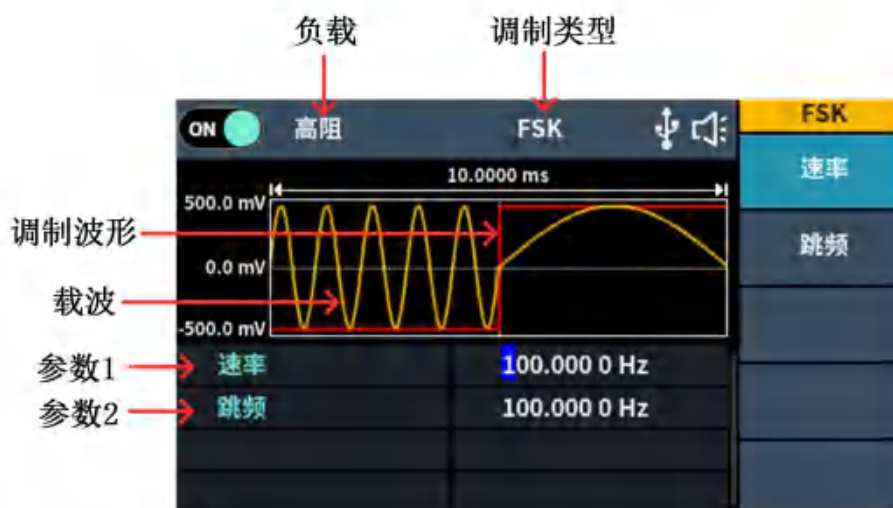 负载 调制类型
ON 高阻 FSK FSK
速率
10.0000 ms
500.0 mV
调制波形
跳频
0.0 mV
载波
-500.0 mV
参数1 速率 100.000 0 Hz
参数2 跳频 100.000 0 Hz